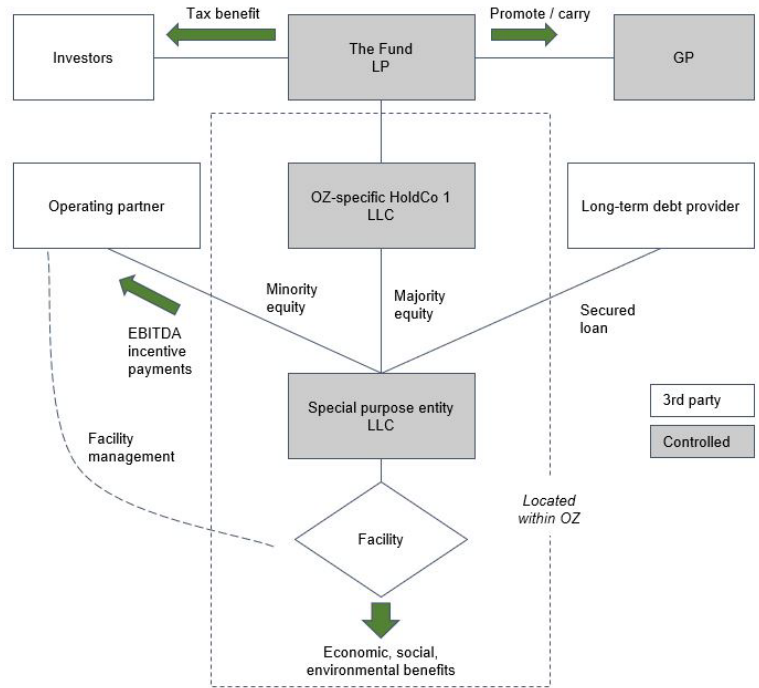 Tax benefit
Promote / carry
Investors
The Fund
LP
GP
Operating partner
OZ-specific HoldCo 1
LLC
Long-term debt provider
Minority
equity
Majority
equity
Secured
loan
EBITDA
incentive
payments
Special purpose entity
LLC
3rd party
Controlled
Facility
management
Located
within OZ
Facility
Economic, social,
environmental benefits